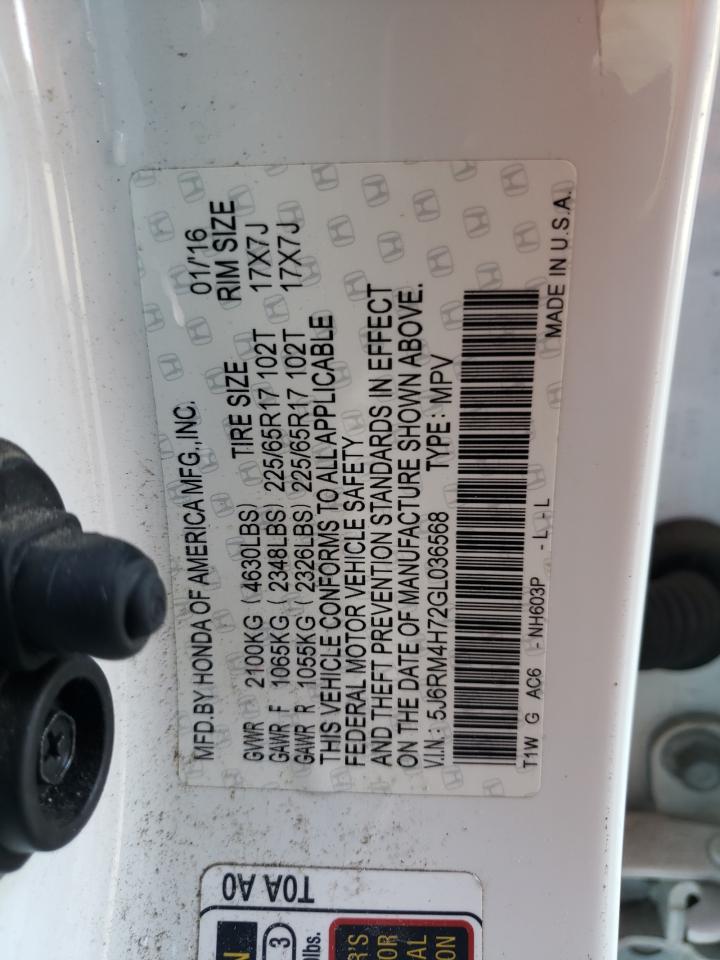 MFD. BY HONDA OF AMERICA MFG., INC. 01/'16
GVWR 2100KG ( 4630LBS) TIRE SIZE RIM SIZE
GAWR F 1065KG ( 2348LBS) 225/65R17 102T 17X7J
GAWR R 1055KG ( 2326LBS) 225/65R17 102T 17X7J
THIS VEHICLE CONFORMS TO ALL APPLICABLE
FEDERAL MOTOR VEHICLE SAFETY
AND THEFT PREVENTION STANDARDS IN EFFECT
ON THE DATE OF MANUFACTURE SHOWN ABOVE.
V.I.N.: 5J6RM4H72GL036568 TYPE: MPV
T1W G AC6 -NH603P - L - L
MADE IN U.S.A.
T0A A0
3
lbs.